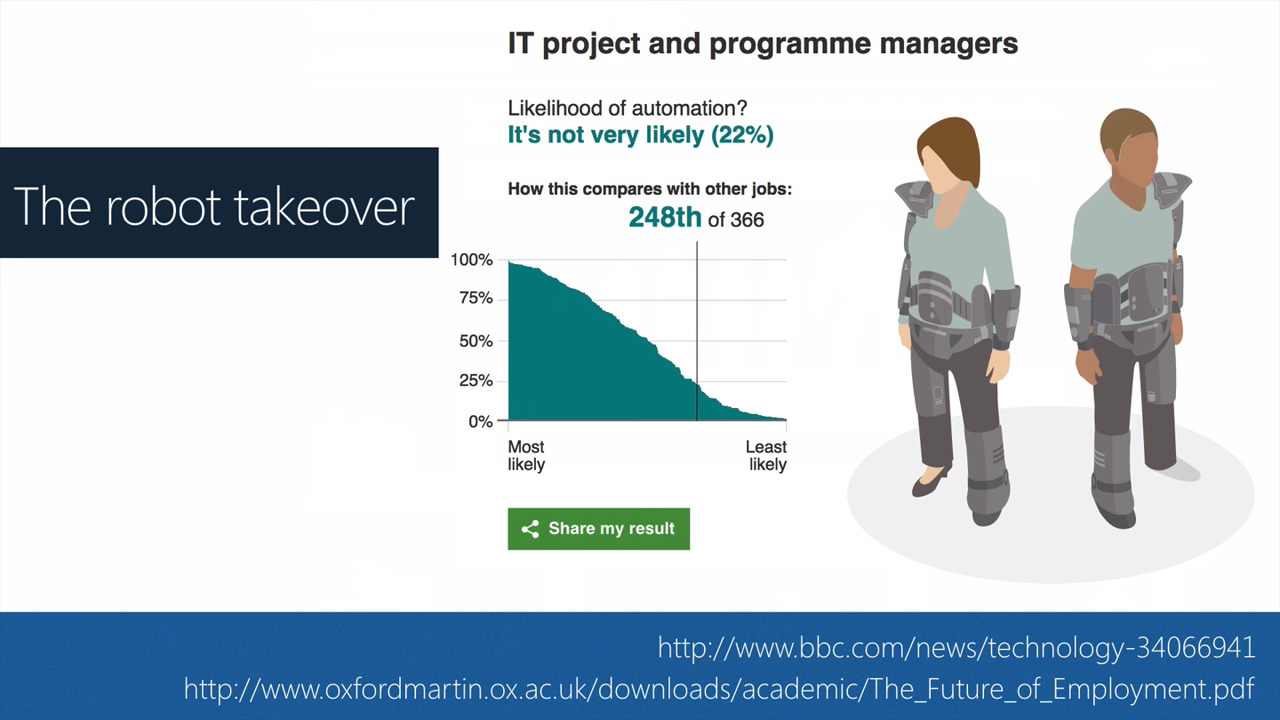 IT project and programme managers
Likelihood of automation?
It's not very likely (22%)
The robot takeover
How this compares with other jobs:
248th of 366
100%
75%
50%
25%
0%
Most
likely
Least
likely
Share my result
http://www.bbc.com/news/technology-34066941
http://www.oxfordmartin.ox.ac.uk/downloads/academic/The_Future_of_Employment.pdf